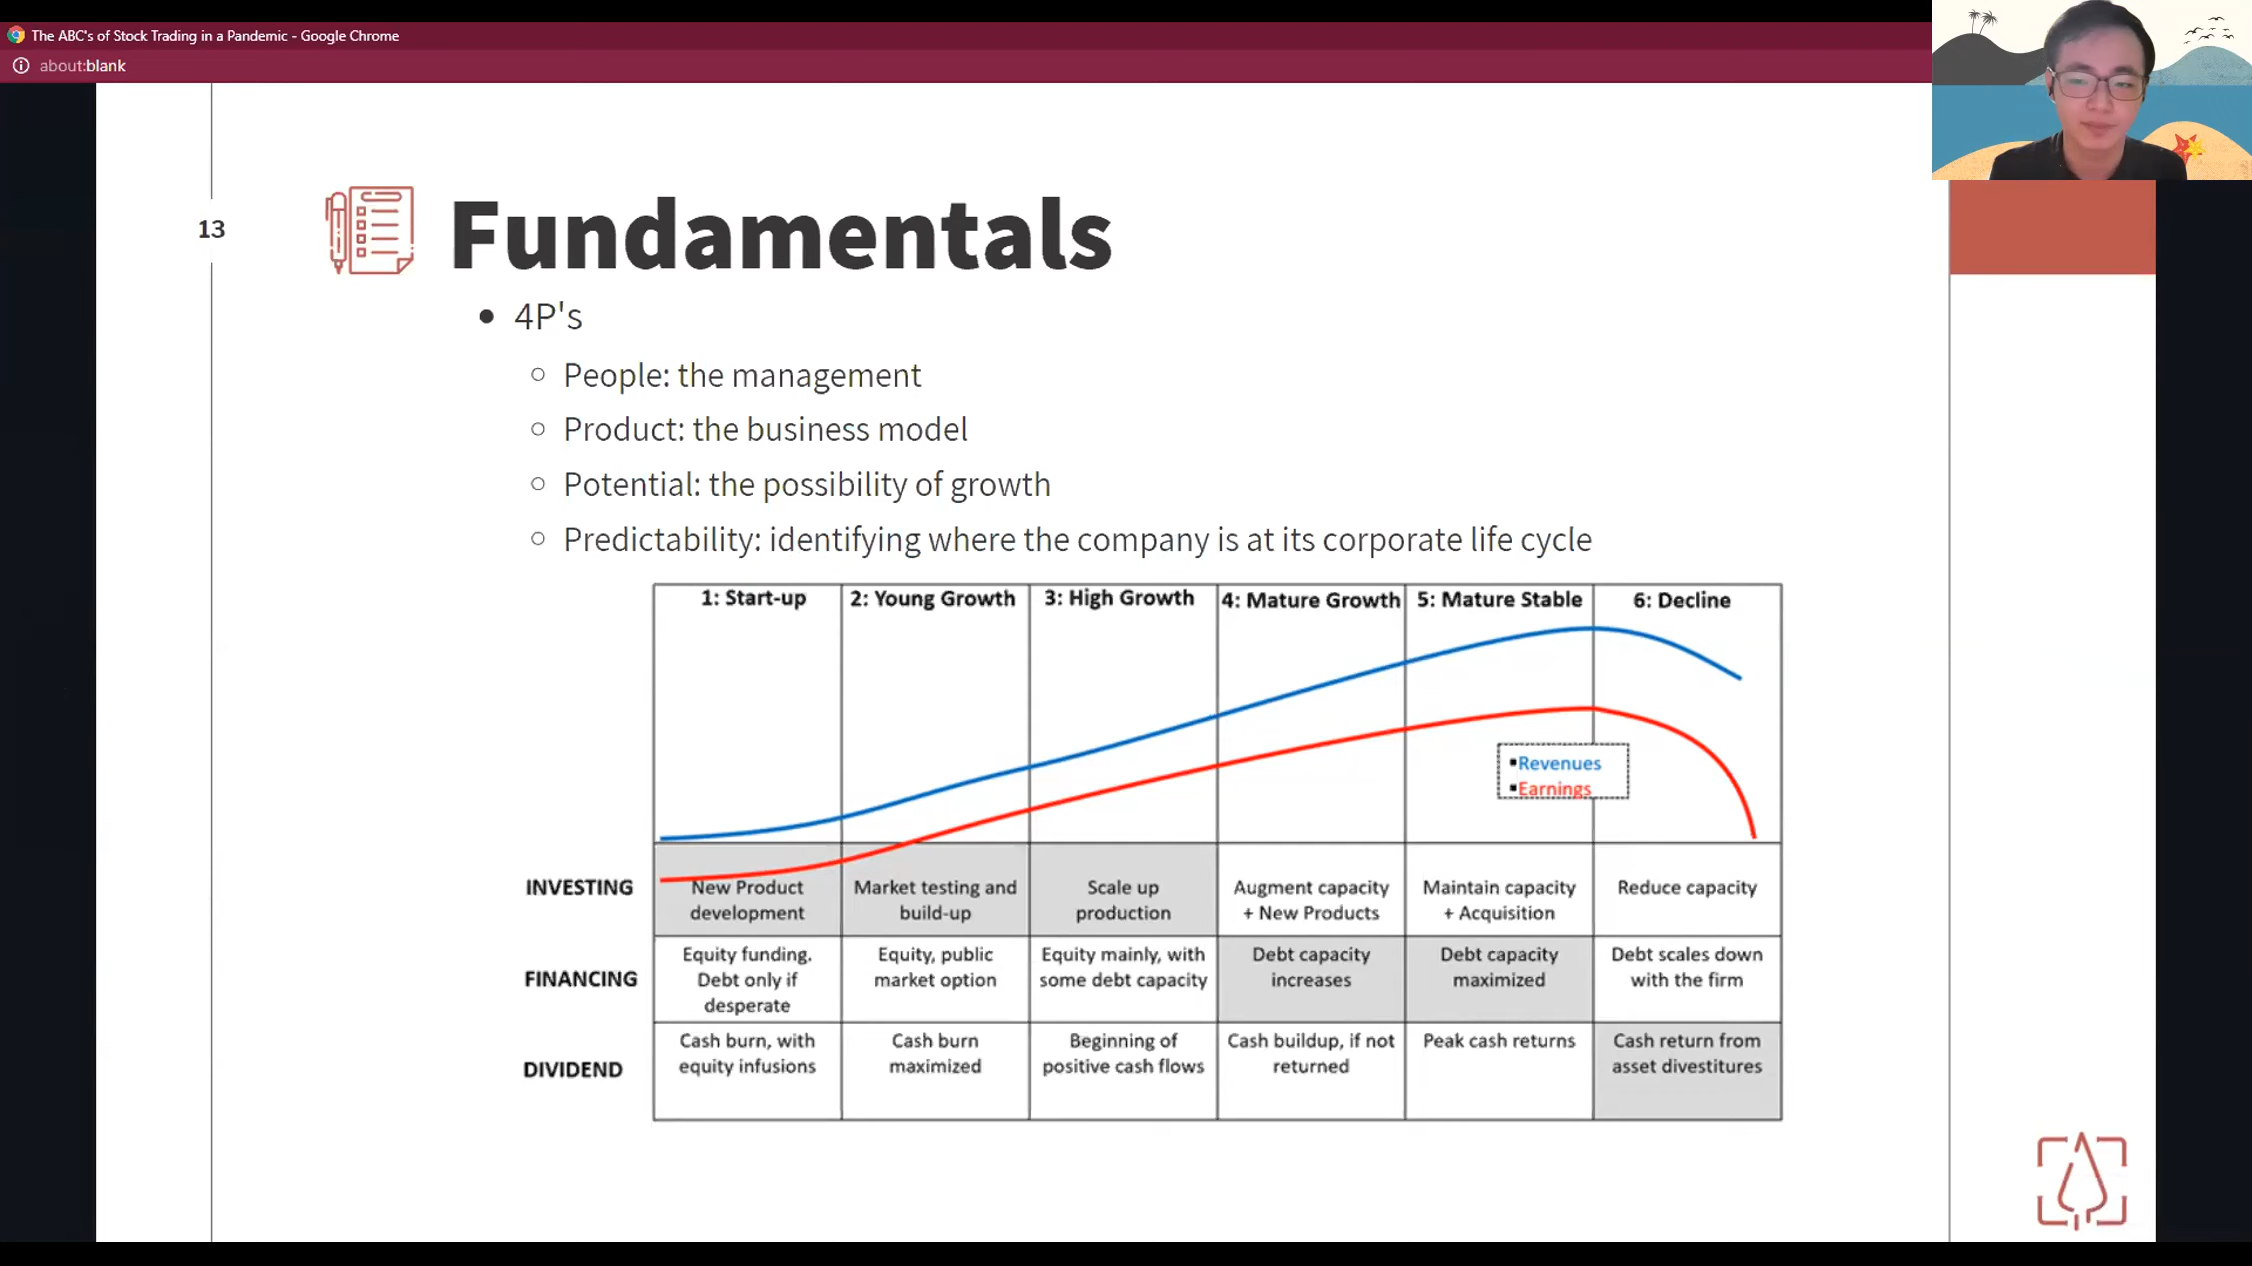 The ABC's of Stock Trading in a Pandemic - Google Chrome
about:blank
13
Fundamentals
• 4P's
○ People: the management
○ Product: the business model
○ Potential: the possibility of growth
○ Predictability: identifying where the company is at its corporate life cycle
1: Start-up 2: Young Growth 3: High Growth 4: Mature Growth 5: Mature Stable 6: Decline
▪Revenues
▪Earnings
INVESTING
New Product
development
Market testing and
build-up
Scale up
production
Augment capacity
+ New Products
Maintain capacity
+ Acquisition
Reduce capacity
FINANCING
Equity funding.
Debt only if
desperate
Equity, public
market option
Equity mainly, with
some debt capacity
Debt capacity
increases
Debt capacity
maximized
Debt scales down
with the firm
DIVIDEND
Cash burn, with
equity infusions
Cash burn
maximized
Beginning of
positive cash flows
Cash buildup, if not
returned
Peak cash returns
Cash return from
asset divestitures